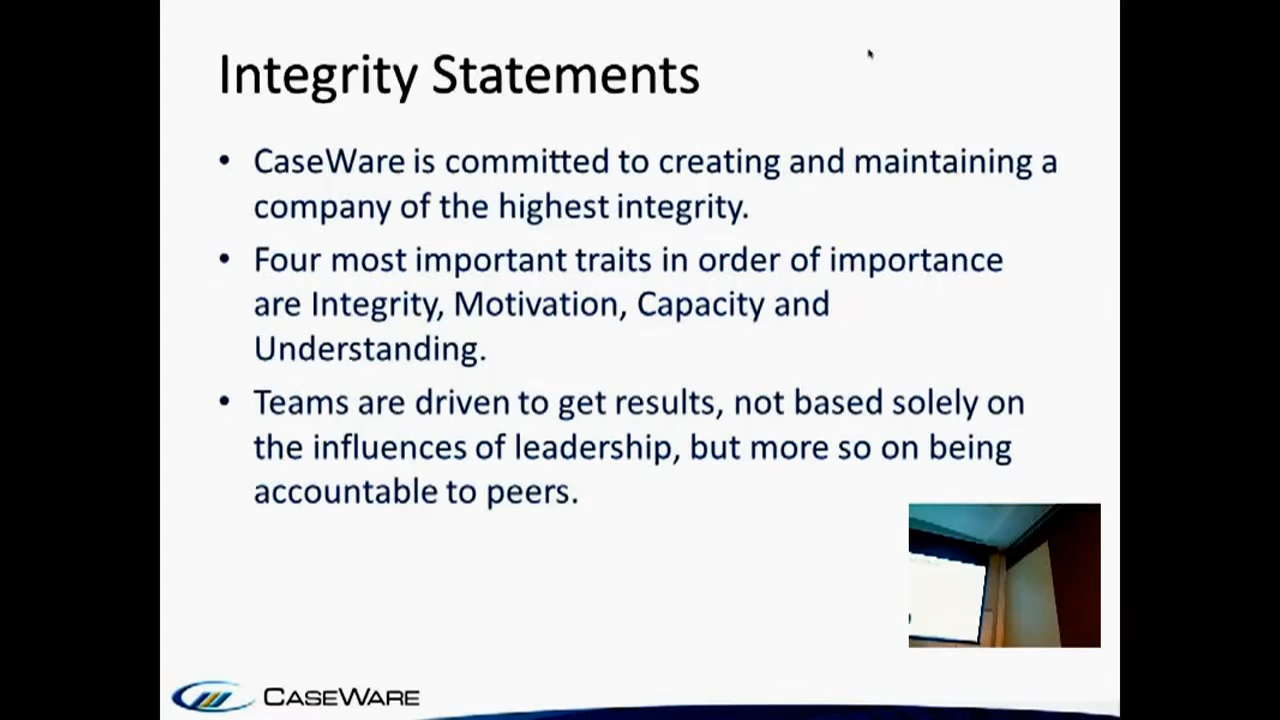 Integrity Statements
• CaseWare is committed to creating and maintaining a
company of the highest integrity.
• Four most important traits in order of importance
are Integrity, Motivation, Capacity and
Understanding.
• Teams are driven to get results, not based solely on
the influences of leadership, but more so on being
accountable to peers.
CASEWARE